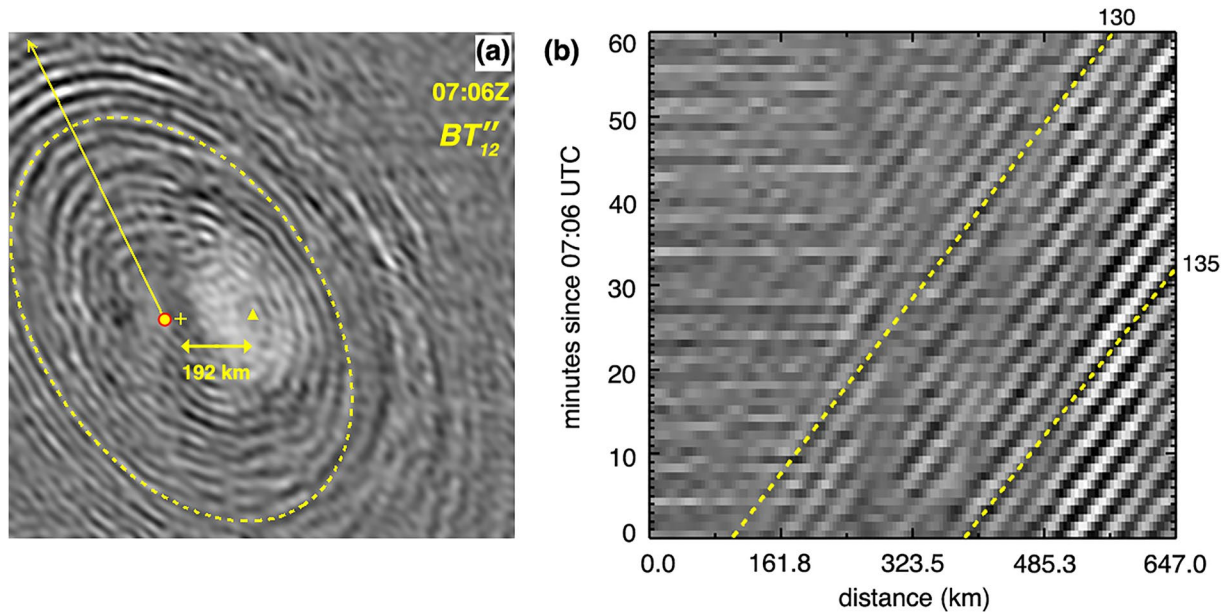 (a)
07:06Z
BT″₁₂
192 km
(b)
130
135
minutes since 07:06 UTC
60
50
40
30
20
10
0
0.0 161.8 323.5 485.3 647.0
distance (km)